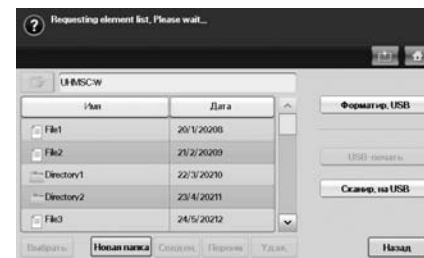 Requesting element list, Please wait...
UHMSC:W
Имя Дата
Форматир, USB
File1 20/1/20208
File2 21/2/20209
USB-печать
Directory1 22/3/20210
Directory2 23/4/20211
Сканир, на USB
File3 24/5/20212
Выбрать Новая папка Удал. Назад